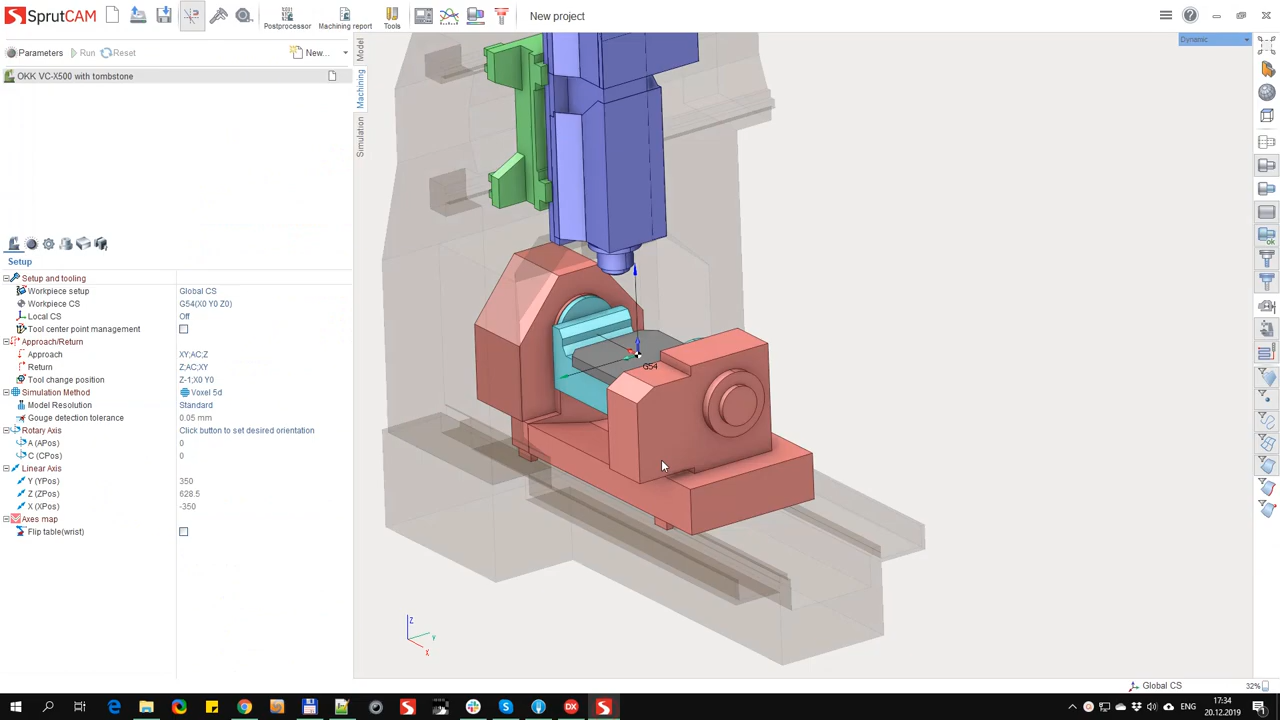 SprutCAM
Postprocessor
Machining report
Tools
New project
Parameters
Run
Reset
New...
Dynamic
OKK VC-X500 with tombstone
Model
Machining
Simulation
Setup
Setup and tooling
Workpiece setup Global CS
Workpiece CS G54(X0 Y0 Z0)
Local CS Off
Tool center point management
Approach/Return
Approach XY;AC;Z
Return Z;AC;XY
Tool change position Z-1;X0 Y0
Simulation Method Voxel 5d
Model Resolution Standard
Gouge detection tolerance 0.05 mm
Rotary Axis Click button to set desired orientation
A (APos) 0
C (CPos) 0
Linear Axis
Y (YPos) 350
Z (ZPos) 628.5
X (XPos) -350
Axes map
Flip table(wrist)
G54
Z
Y
X
OK
Global CS
32%
ENG
17:34
20.12.2019